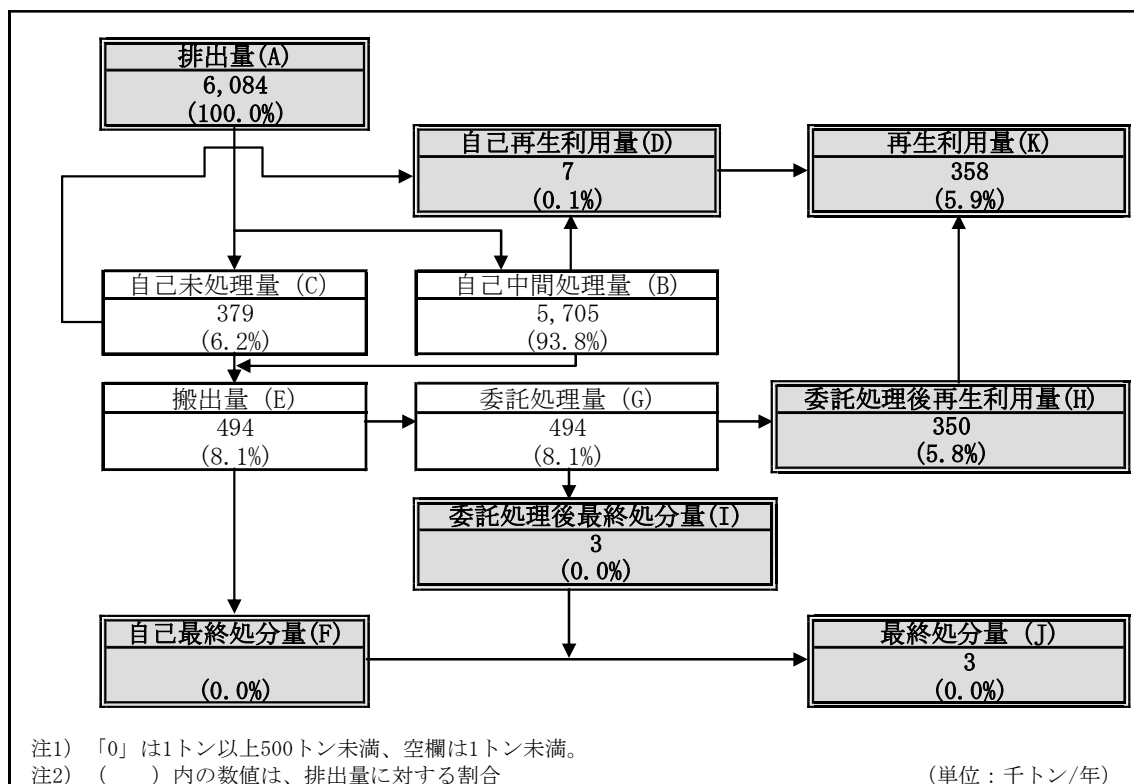 排出量(A)
6,084
(100.0%)
自己再生利用量(D)
7
(0.1%)
再生利用量(K)
358
(5.9%)
自己未処理量 (C)
379
(6.2%)
自己中間処理量 (B)
5,705
(93.8%)
搬出量 (E)
494
(8.1%)
委託処理量 (G)
494
(8.1%)
委託処理後再生利用量(H)
350
(5.8%)
委託処理後最終処分量(I)
3
(0.0%)
自己最終処分量(F)
(0.0%)
最終処分量 (J)
3
(0.0%)
注1) 「0」は1トン以上500トン未満、空欄は1トン未満。
注2) (　　)内の数値は、排出量に対する割合
(単位:千トン/年)